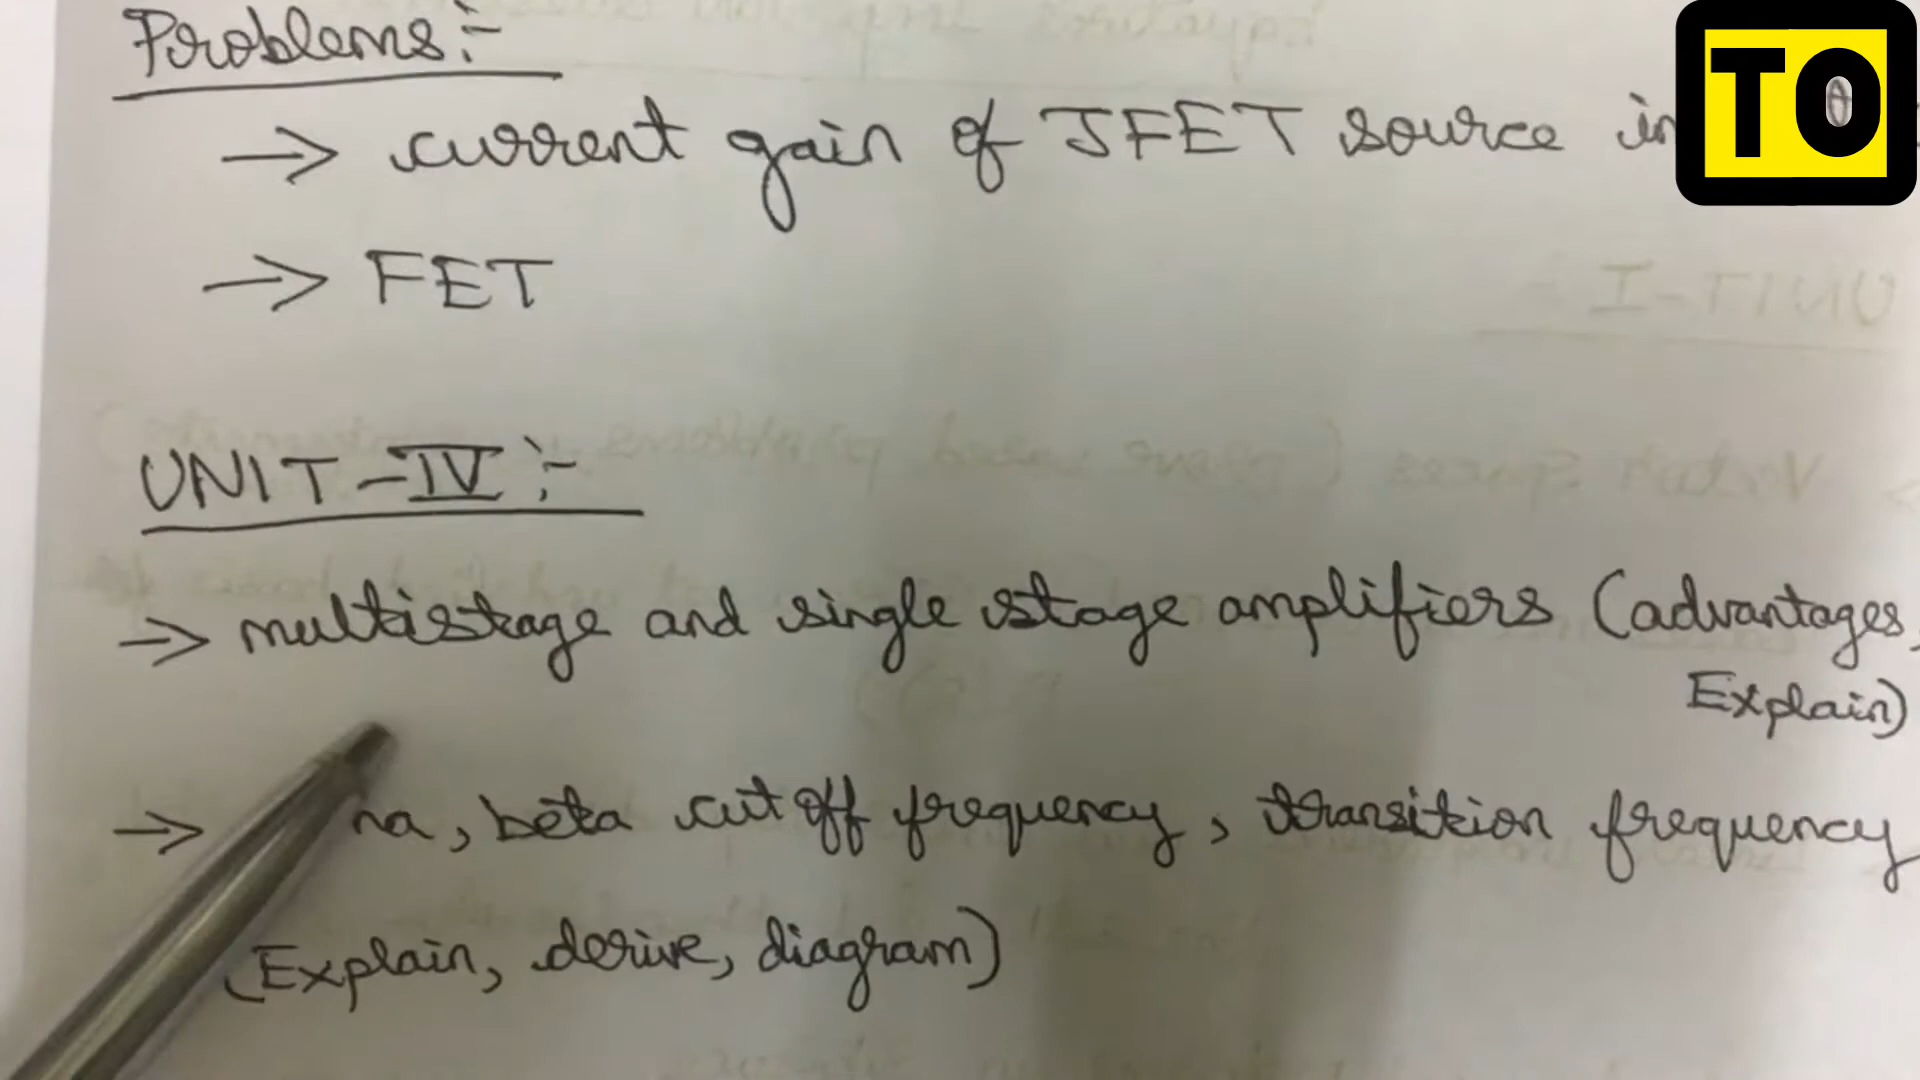 Problems:-
→ current gain of JFET source
TO
→ FET
UNIT-IV:-
→ multistage and single stage amplifiers (advantages,
Explain)
→ , beta cut off frequency, transition frequency
(Explain, derive, diagram)